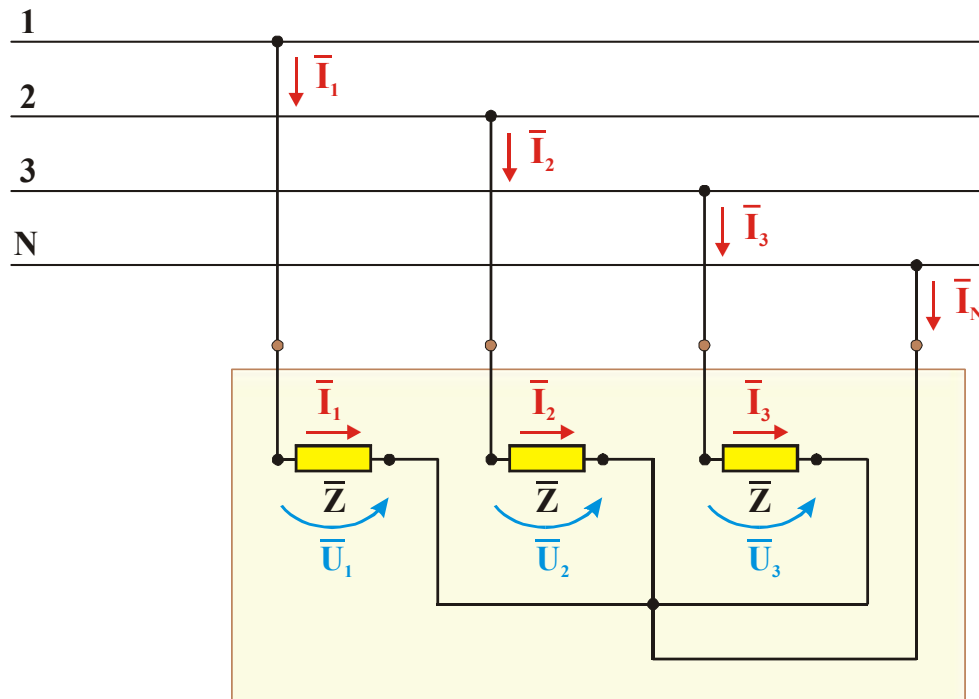 1
I̅₁
2
I̅₂
3
I̅₃
N
I̅N
I̅₁ I̅₂ I̅₃
Z̅ Z̅ Z̅
U̅₁ U̅₂ U̅₃